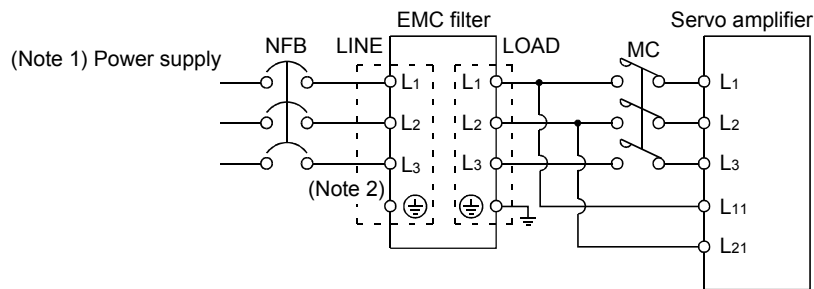 EMC filter Servo amplifier
(Note 1) Power supply NFB LINE LOAD MC
L1 L1 L1
L2 L2 L2
L3 L3 L3
(Note 2)
L11
L21